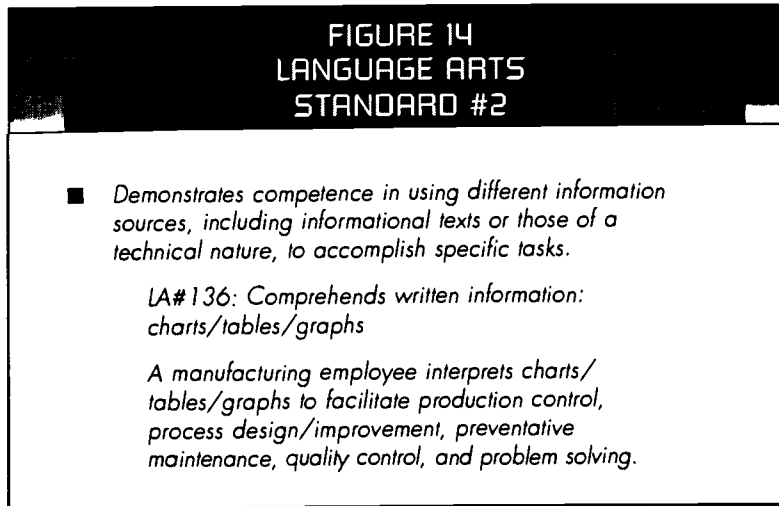 FIGURE 14
LANGUAGE ARTS
STANDARD #2
■ Demonstrates competence in using different information
sources, including informational texts or those of a
technical nature, to accomplish specific tasks.
LA#136: Comprehends written information:
charts/tables/graphs
A manufacturing employee interprets charts/
tables/graphs to facilitate production control,
process design/improvement, preventative
maintenance, quality control, and problem solving.